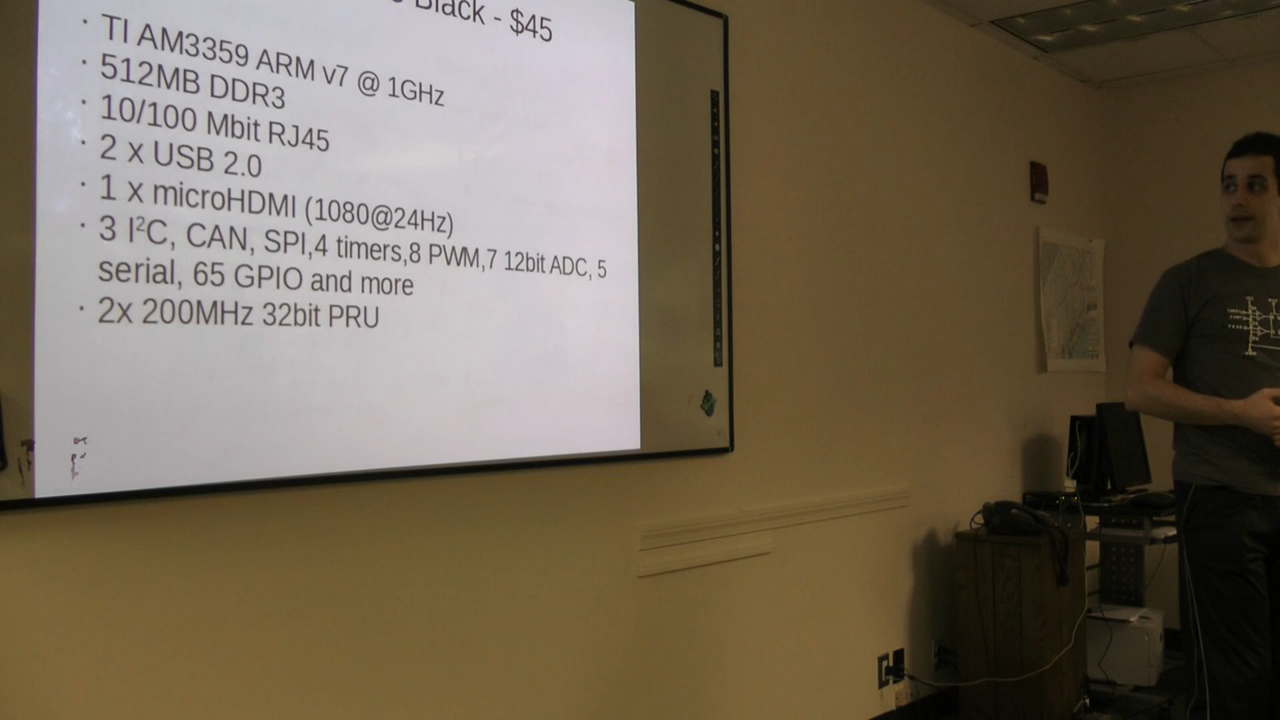 Black - $45
· TI AM3359 ARM v7 @ 1GHz
· 512MB DDR3
· 10/100 Mbit RJ45
· 2 x USB 2.0
· 1 x microHDMI (1080@24Hz)
· 3 I²C, CAN, SPI,4 timers,8 PWM,7 12bit ADC, 5
serial, 65 GPIO and more
· 2x 200MHz 32bit PRU